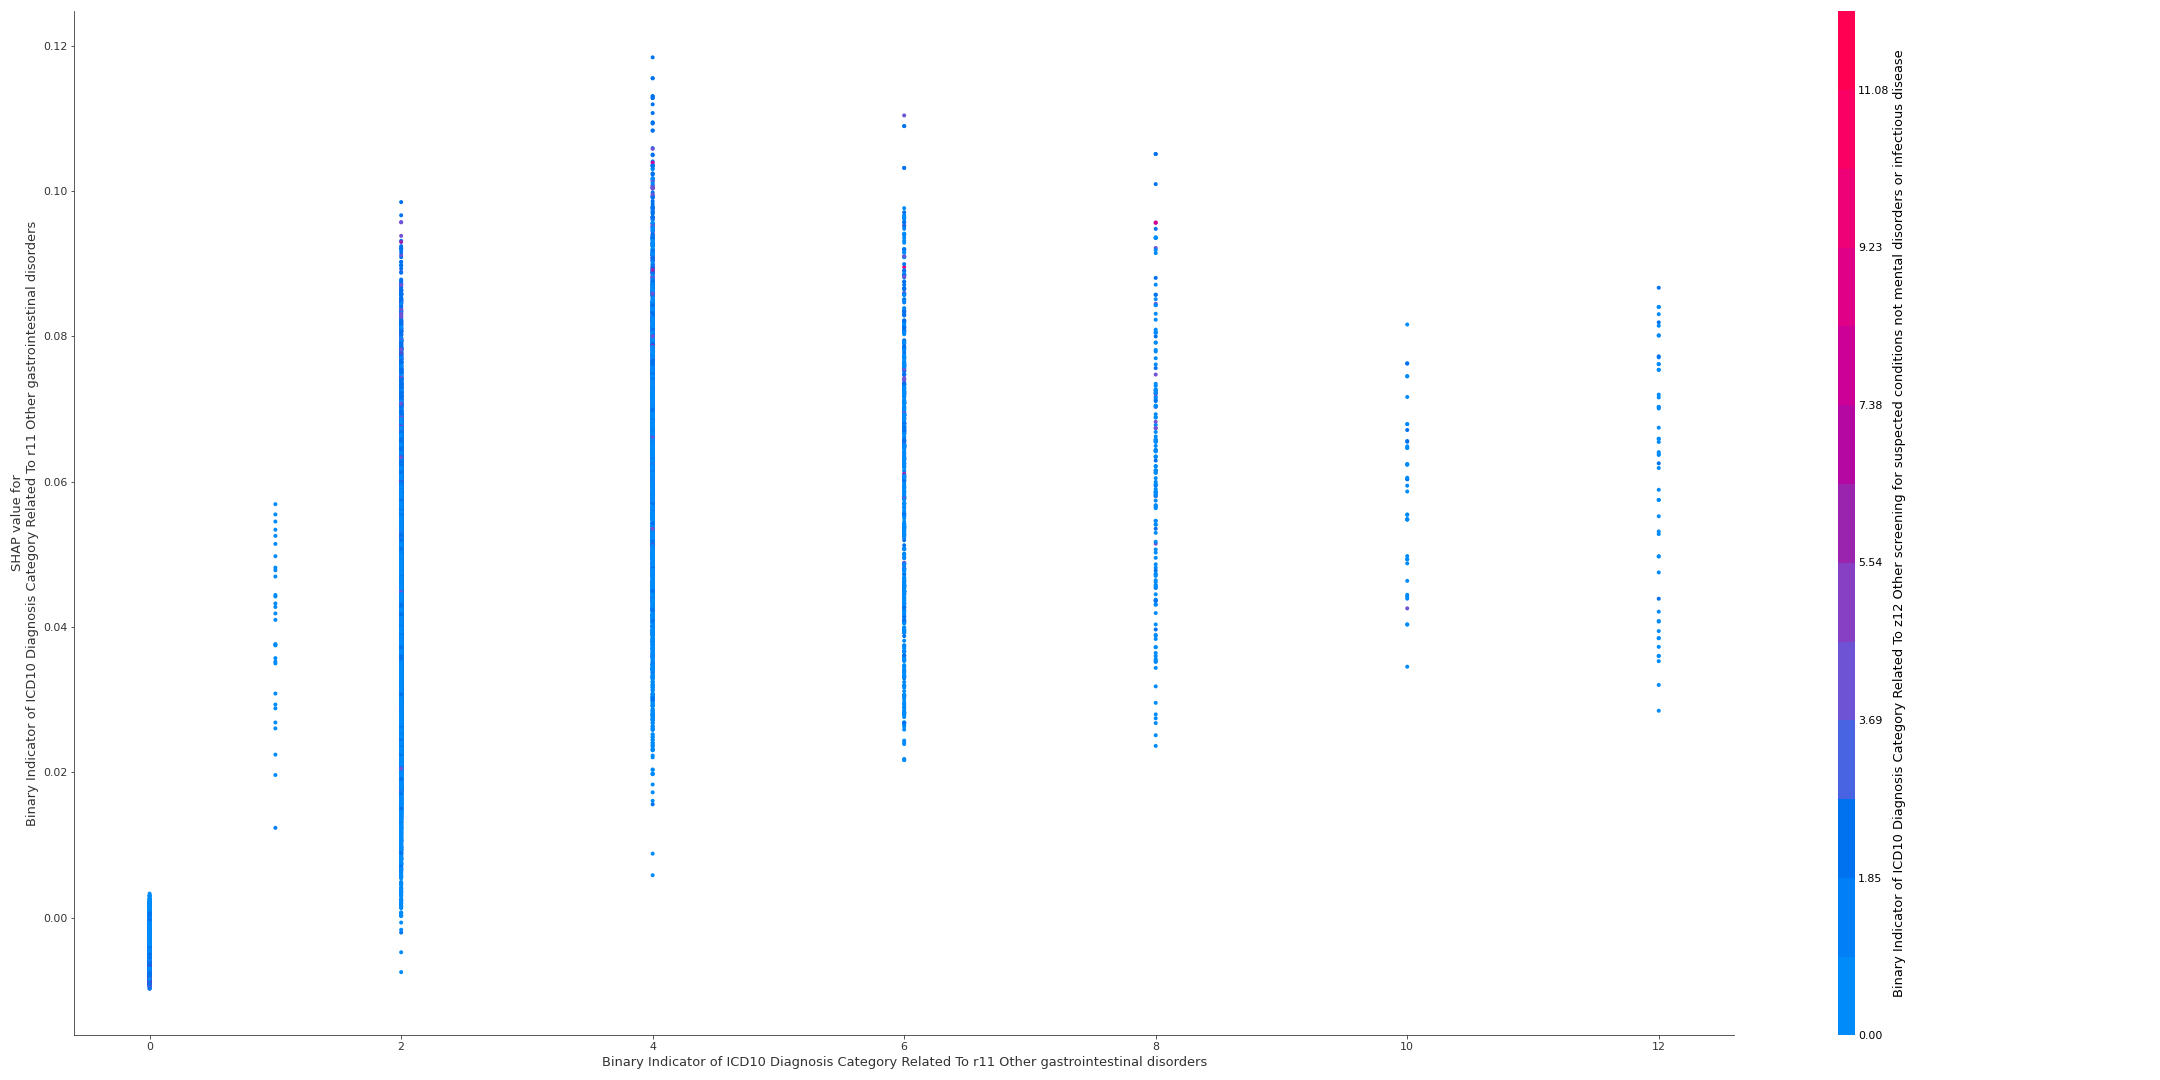 SHAP value for
Binary Indicator of ICD10 Diagnosis Category Related To r11 Other gastrointestinal disorders
0.12
0.10
0.08
0.06
0.04
0.02
0.00
0 2 4 6 8 10 12
Binary Indicator of ICD10 Diagnosis Category Related To r11 Other gastrointestinal disorders
11.08
9.23
7.38
5.54
3.69
1.85
0.00
Binary Indicator of ICD10 Diagnosis Category Related To z12 Other screening for suspected conditions not mental disorders or infectious disease